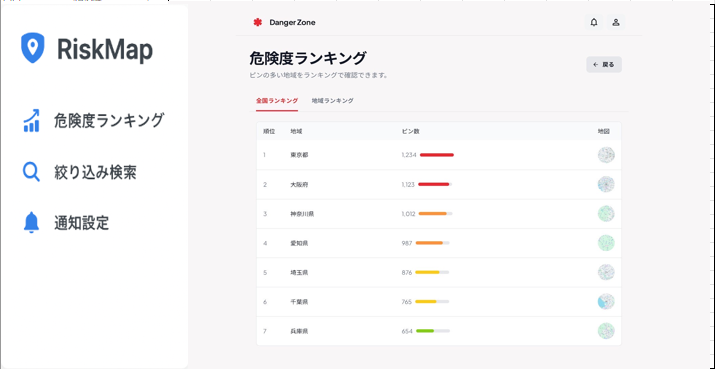 RiskMap
危険度ランキング
絞り込み検索
通知設定
Danger Zone
危険度ランキング
ピンの多い地域をランキングで確認できます。
← 戻る
全国ランキング 地域ランキング
順位 地域 ピン数 地図
1 東京都 1,234
2 大阪府 1,123
3 神奈川県 1,012
4 愛知県 987
5 埼玉県 876
6 千葉県 765
7 兵庫県 654